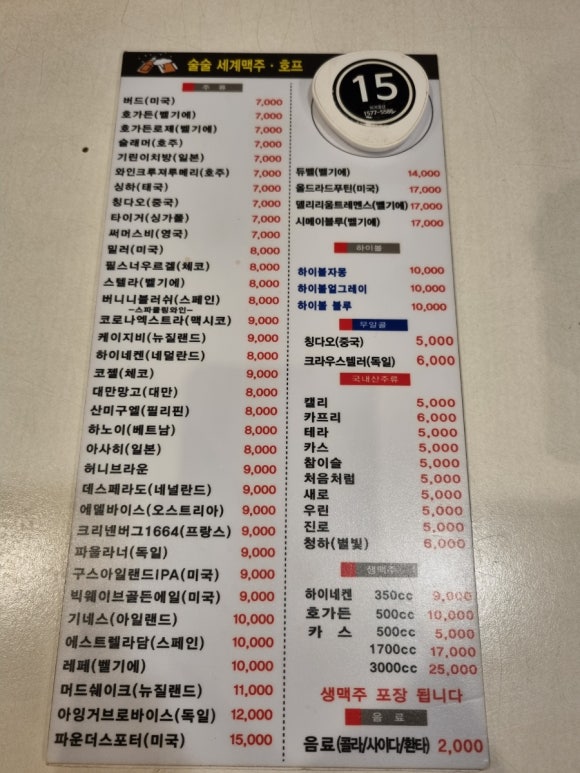 술술 세계맥주 · 호프
15
1577-5585
주 류
버드(미국) 7,000
호가든(벨기에) 7,000
호가든로제(벨기에) 7,000
슬래머(호주) 7,000
기린이치방(일본) 7,000
와인크루져루베리(호주) 7,000
싱하(태국) 7,000
칭다오(중국) 7,000
타이거(싱가폴) 7,000
써머스비(영국) 7,000
밀러(미국) 8,000
필스너우르겔(체코) 8,000
스텔라(벨기에) 8,000
버니니블러쉬(스페인) 8,000
-스파클링와인-
코로나엑스트라(맥시코) 9,000
케이지비(뉴질랜드) 9,000
하이네켄(네덜란드) 8,000
코젤(체코) 9,000
대만망고(대만) 8,000
산미구엘(필리핀) 8,000
하노이(베트남) 8,000
아사히(일본) 8,000
허니브라운 9,000
데스페라도(네널란드) 9,000
에델바이스(오스트리아) 9,000
크리넨버그1664(프랑스) 9,000
파울라너(독일) 9,000
구스아일랜드IPA(미국) 9,000
빅웨이브골든에일(미국) 9,000
기네스(아일랜드) 10,000
에스트렐라담(스페인) 10,000
레페(벨기에) 10,000
머드쉐이크(뉴질랜드) 11,000
아잉거브로바이스(독일) 12,000
파운더스포터(미국) 15,000
듀벨(벨기에) 14,000
올드라드푸틴(미국) 17,000
델리리움트레멘스(벨기에) 17,000
시메이블루(벨기에) 17,000
하이볼
하이볼자몽 10,000
하이볼얼그레이 10,000
하이볼 블루 10,000
무알콜
칭다오(중국) 5,000
크라우스텔러(독일) 6,000
국내산주류
캘리 5,000
카프리 6,000
테라 5,000
카스 5,000
참이슬 5,000
처음처럼 5,000
새로 5,000
우린 5,000
진로 5,000
청하(별빛) 6,000
생맥주
하이네켄 350cc 9,000
호가든 500cc 10,000
카 스 500cc 5,000
1700cc 17,000
3000cc 25,000
생맥주 포장 됩니다
음 료
음료(콜라/사이다/환타) 2,000